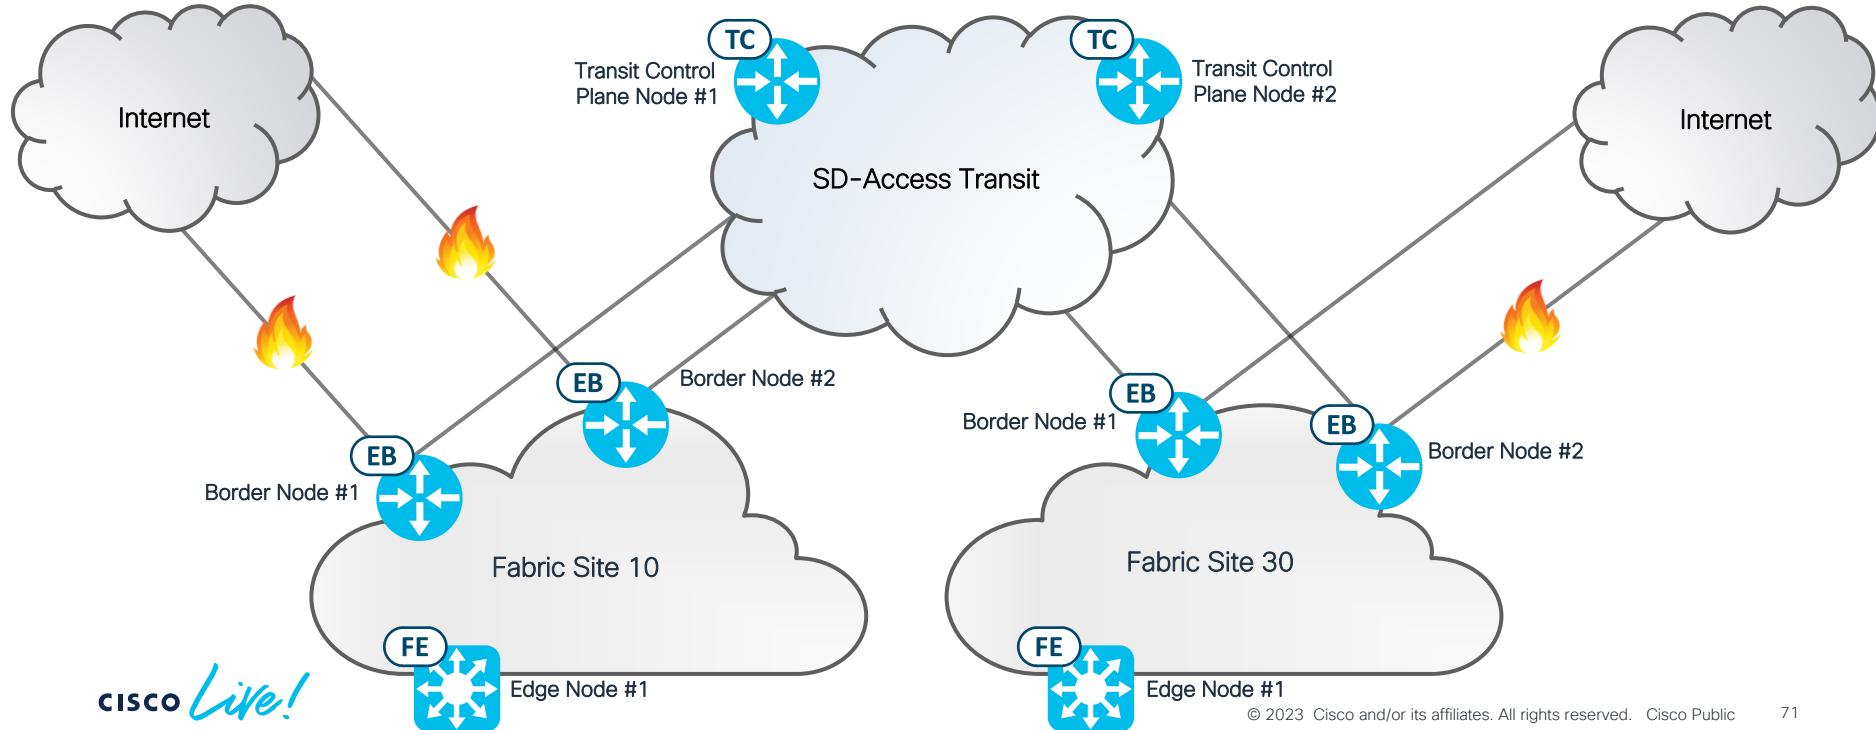 TC
TC
Transit Control
Plane Node #1
Transit Control
Plane Node #2
Internet
Internet
SD-Access Transit
EB
Border Node #2
EB
Border Node #1
EB
Border Node #1
EB
Border Node #2
Fabric Site 10
Fabric Site 30
FE
Edge Node #1
FE
Edge Node #1
CISCO Live!
© 2023 Cisco and/or its affiliates. All rights reserved. Cisco Public
71